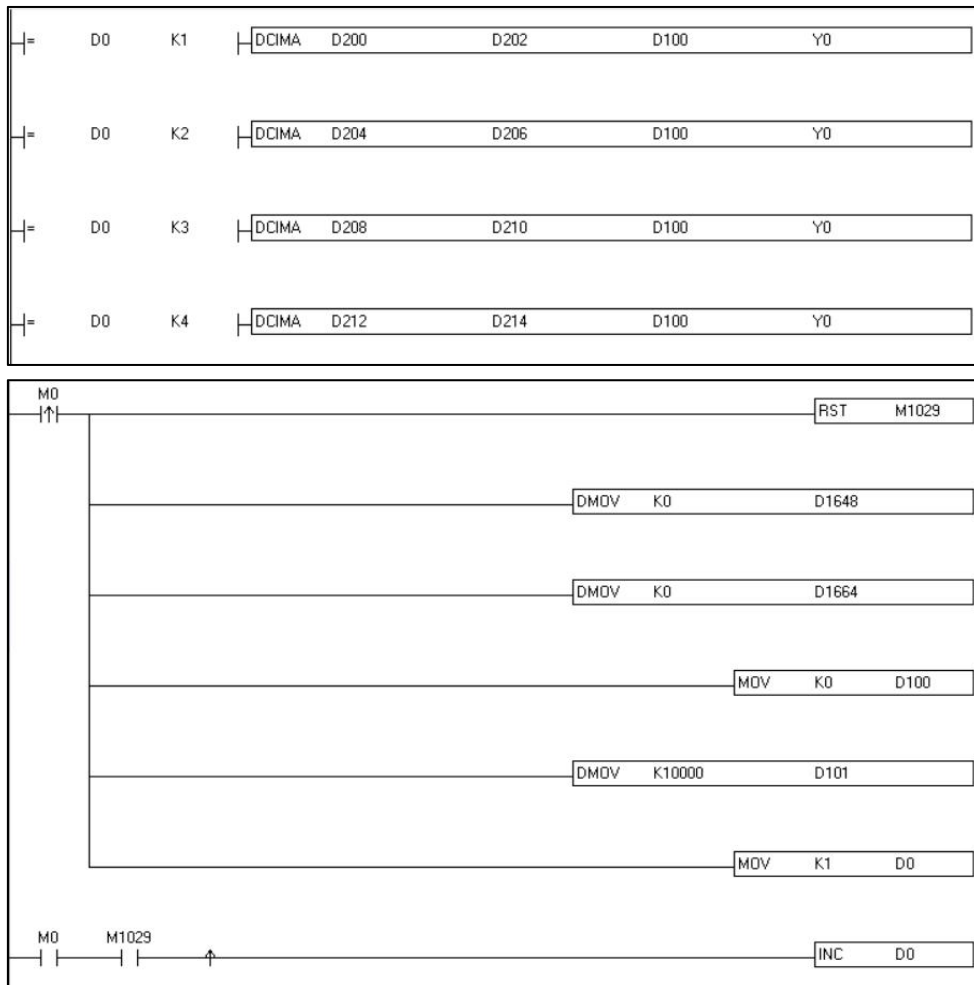 = D0 K1 DCIMA D200 D202 D100 Y0
= D0 K2 DCIMA D204 D206 D100 Y0
= D0 K3 DCIMA D208 D210 D100 Y0
= D0 K4 DCIMA D212 D214 D100 Y0
M0
RST M1029
DMOV K0 D1648
DMOV K0 D1664
MOV K0 D100
DMOV K10000 D101
MOV K1 D0
M0 M1029
INC D0